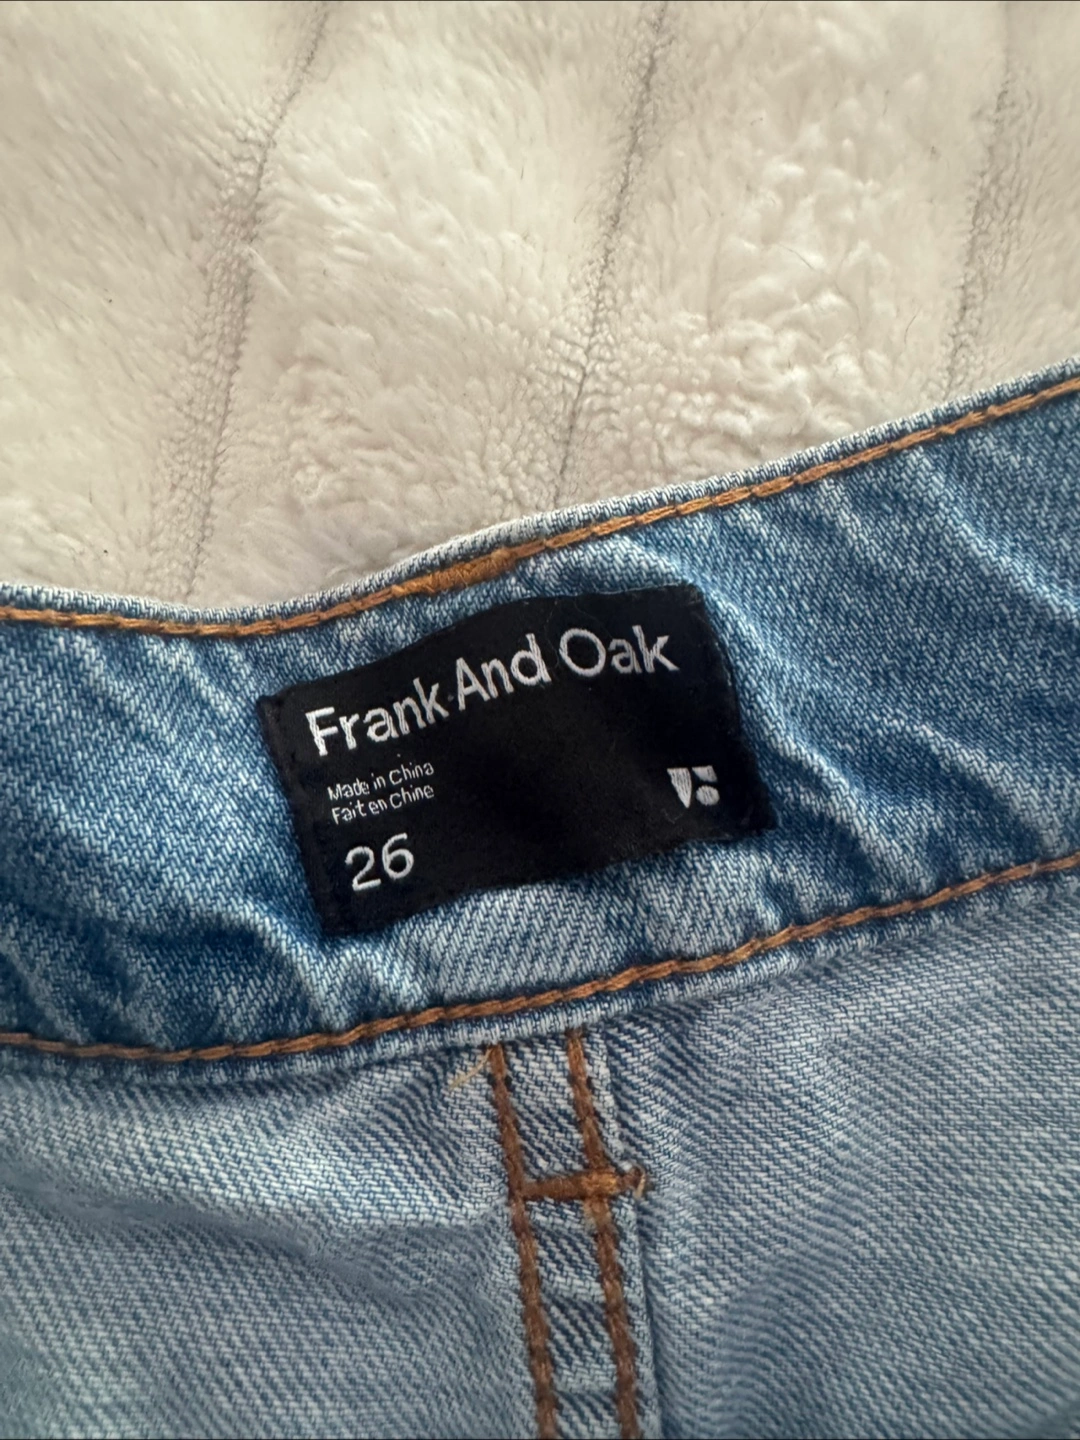 Frank And Oak
Made in China
Fait en Chine
26